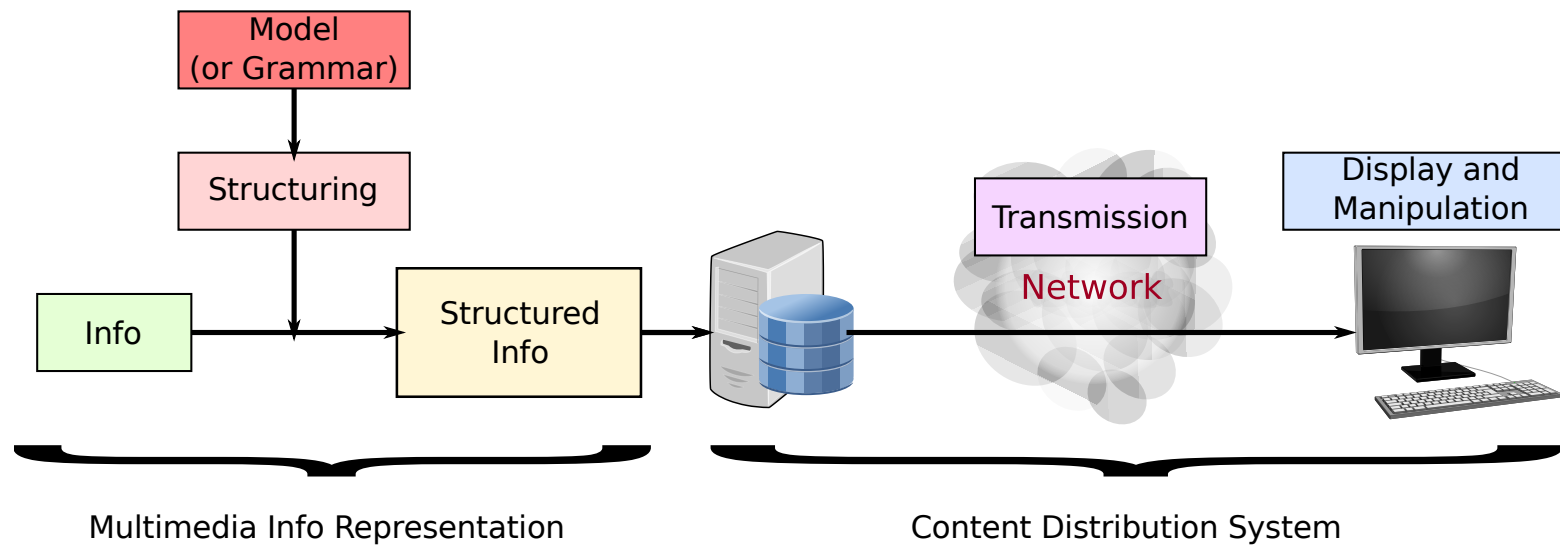 Model
(or Grammar)
Structuring
Info
Structured
Info
Transmission
Network
Display and
Manipulation
Multimedia Info Representation
Content Distribution System